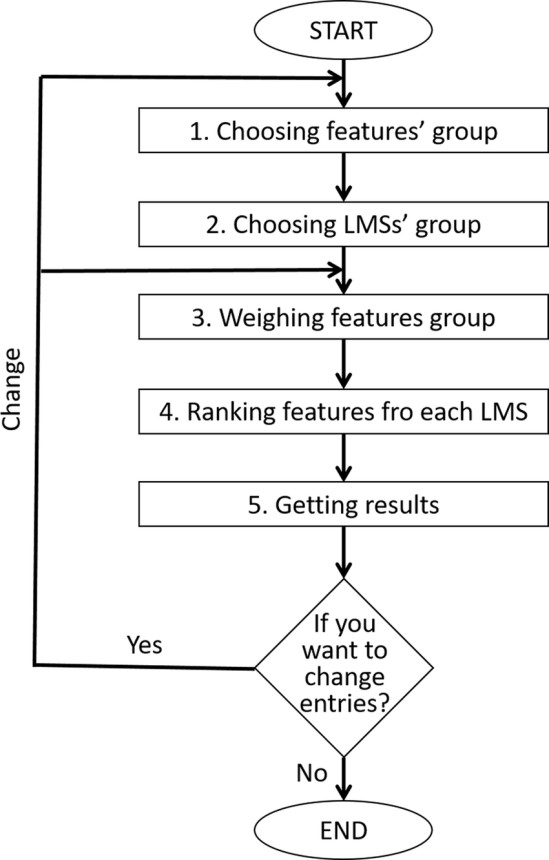 START
1. Choosing features’ group
2. Choosing LMSs’ group
3. Weighing features group
4. Ranking features fro each LMS
5. Getting results
Change
If you
want to
change
entries?
Yes
No
END